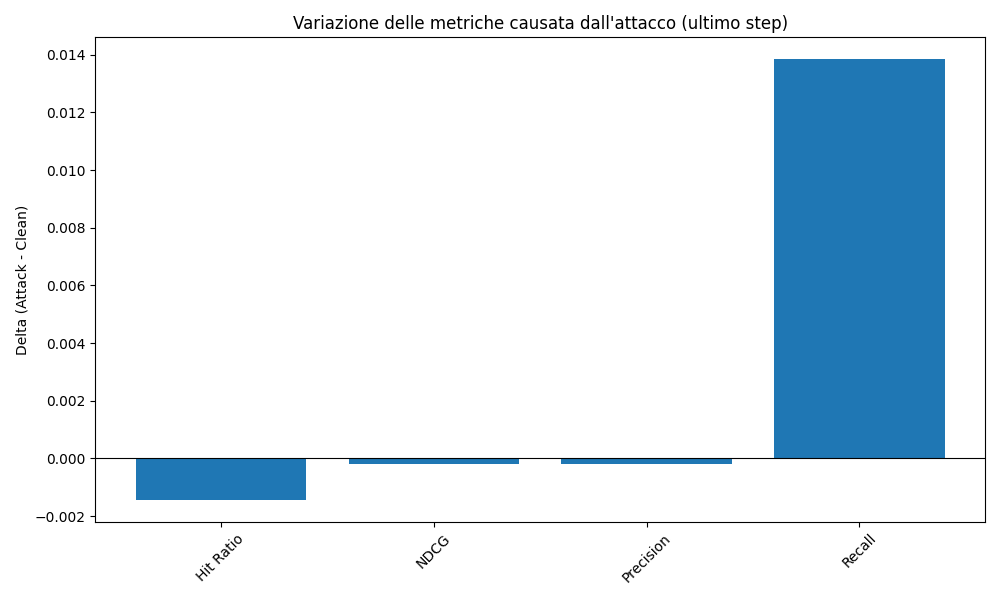 Variazione delle metriche causata dall'attacco (ultimo step)
Delta (Attack - Clean)
0.014
0.012
0.010
0.008
0.006
0.004
0.002
0.000
−0.002
Hit Ratio
NDCG
Precision
Recall